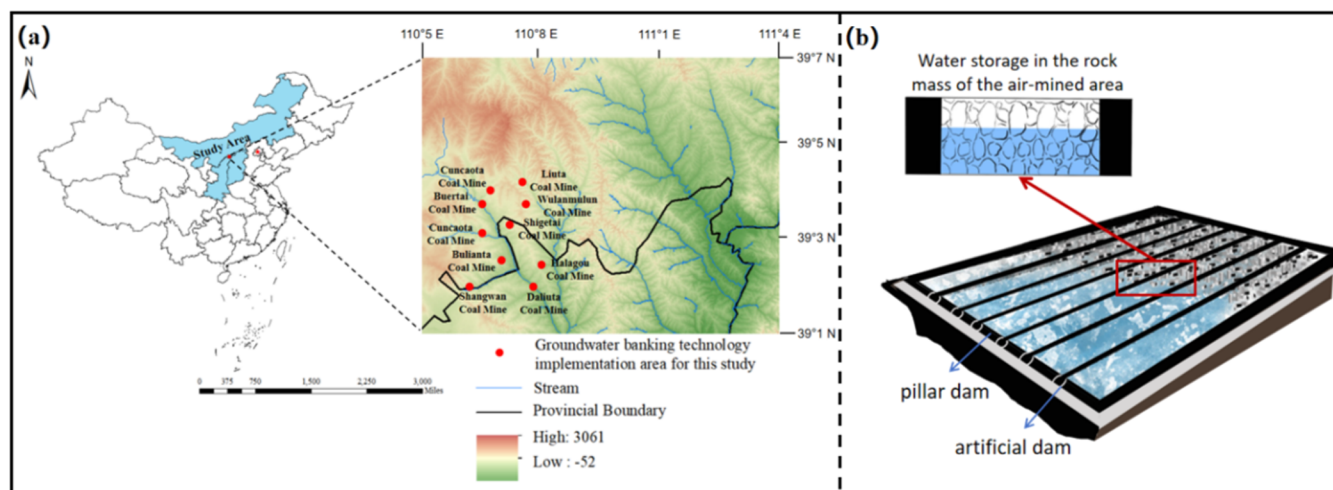 (a)
N
Study Area
0 375 750 1,500 2,250 3,000
Miles
110°5 E 110°8 E 111°1 E 111°4 E
39°7 N
39°5 N
39°3 N
39°1 N
Cuncaota
Coal Mine
Liuta
Coal Mine
Buertai
Coal Mine
Wulanmulun
Coal Mine
Cuncaota
Coal Mine
Shigetai
Coal Mine
Bulianta
Coal Mine
Halagou
Coal Mine
Shangwan
Coal Mine
Daliuta
Coal Mine
Groundwater banking technology
implementation area for this study
Stream
Provincial Boundary
High: 3061
Low : -52
(b)
Water storage in the rock
mass of the air-mined area
pillar dam
artificial dam